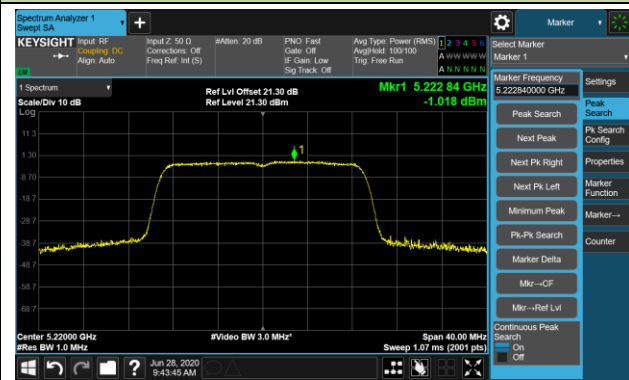 Spectrum Analyzer 1
Swept SA
Marker
KEYSIGHT
Input: RF
Coupling: DC
Align: Auto
Input Z: 50 Ω
Corrections: Off
Freq Ref: Int (S)
#Atten: 20 dB
PNO: Fast
Gate: Off
IF Gain: Low
Sig Track: Off
Avg Type: Power (RMS)
Avg|Hold: 100/100
Trig: Free Run
1 2 3 4 5 6
A W W W W W
A N N N N N
Select Marker
Marker 1
1 Spectrum
Scale/Div 10 dB
Log
Ref Lvl Offset 21.30 dB
Ref Level 21.30 dBm
Mkr1 5.222 84 GHz
-1.018 dBm
11.3
1.30
-8.70
-18.7
-28.7
-38.7
-48.7
-58.7
-68.7
1
Center 5.22000 GHz
#Res BW 1.0 MHz
#Video BW 3.0 MHz*
Span 40.00 MHz
Sweep 1.07 ms (2001 pts)
Marker Frequency
5.222840000 GHz
Peak Search
Next Peak
Next Pk Right
Next Pk Left
Minimum Peak
Pk-Pk Search
Marker Delta
Mkr→CF
Mkr→Ref Lvl
Continuous Peak
Search
On
Off
Settings
Peak
Search
Pk Search
Config
Properties
Marker
Function
Marker→
Counter
?
Jun 28, 2020
9:43:45 AM